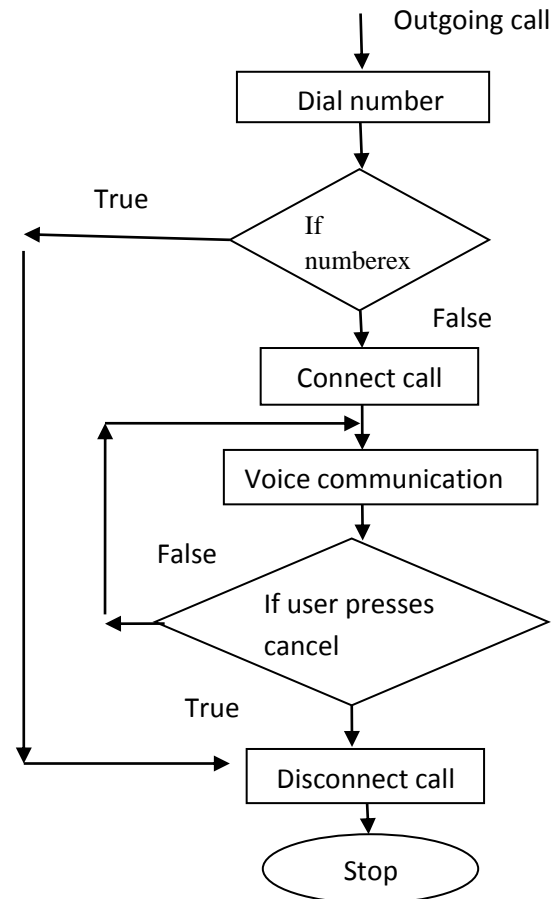 Outgoing call
Dial number
True
If
numberex
False
Connect call
Voice communication
False
If user presses
cancel
True
Disconnect call
Stop